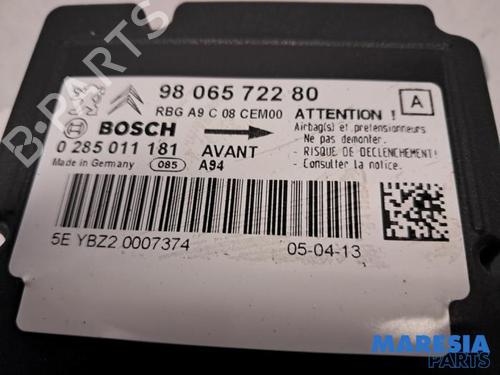 98 065 722 80
A
RBG A9 C 08 CEM00
ATTENTION !
BOSCH
Airbag(s) et pretensionneurs
Ne pas demonter.
0 285 011 181
AVANT
- RISQUE DE DECLENCHEMENT!
- Consulter la notice.
Made in Germany
085
A94
5E YBZ2 0007374
05-04-13
B PARTS
MARESIA
PARTS